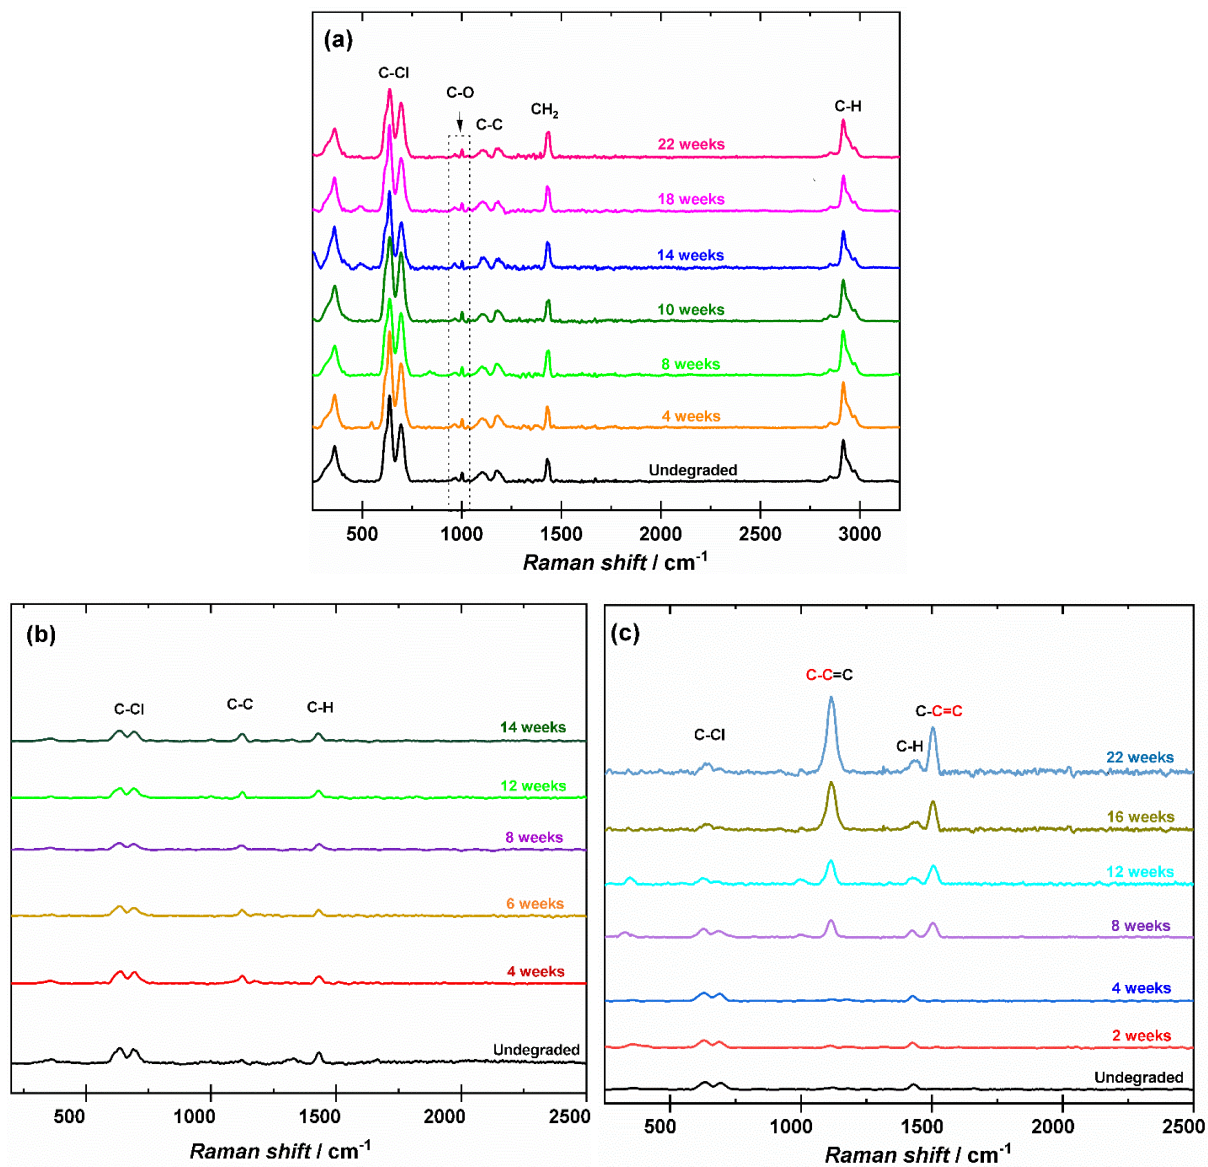 (a)
C-Cl
C-O
C-C
CH2
C-H
22 weeks
18 weeks
14 weeks
10 weeks
8 weeks
4 weeks
Undegraded
500 1000 1500 2000 2500 3000
Raman shift / cm-1
(b)
C-Cl
C-C
C-H
14 weeks
12 weeks
8 weeks
6 weeks
4 weeks
Undegraded
500 1000 1500 2000 2500
Raman shift / cm-1
(c)
C-C=C
C-C=C
C-Cl
C-H
22 weeks
16 weeks
12 weeks
8 weeks
4 weeks
2 weeks
Undegraded
500 1000 1500 2000 2500
Raman shift / cm-1